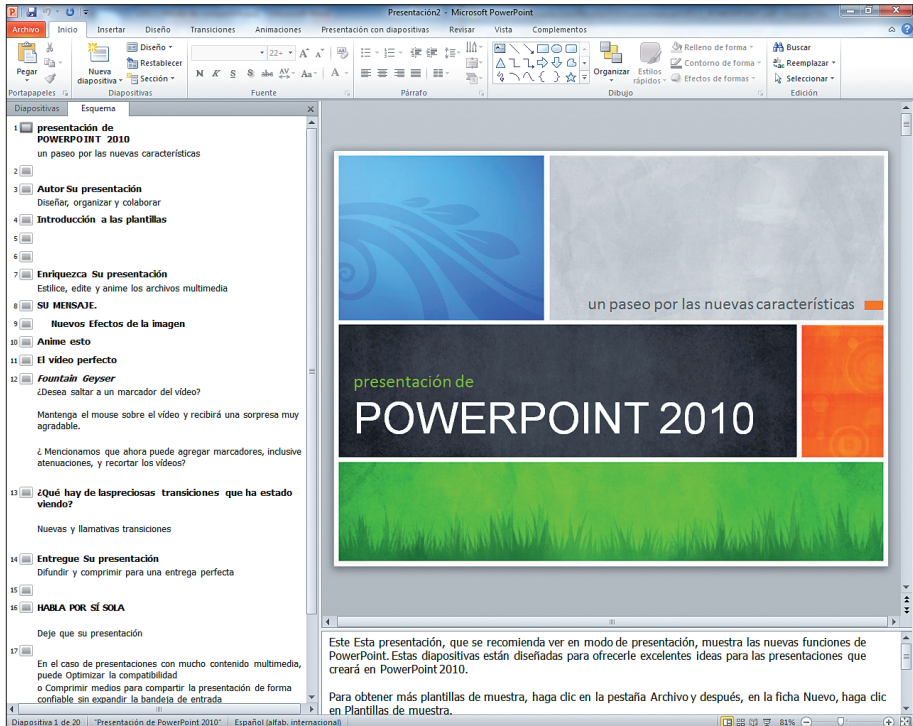 Presentación2 - Microsoft PowerPoint
Archivo Inicio Insertar Diseño Transiciones Animaciones Presentación con diapositivas Revisar Vista Complementos
Pegar
Nueva diapositiva
Diseño
Restablecer
Sección
22
N K S S abe AV Aa A
Organizar
Estilos rápidos
Relleno de forma
Contorno de forma
Efectos de formas
Buscar
Reemplazar
Seleccionar
Portapapeles Diapositivas Fuente Párrafo Dibujo Edición
Diapositivas Esquema
1 presentación de
POWERPOINT 2010
un paseo por las nuevas características
2
3 Autor Su presentación
Diseñar, organizar y colaborar
4 Introducción a las plantillas
5
6
7 Enriquezca Su presentación
Estilice, edite y anime los archivos multimedia
8 SU MENSAJE.
9 Nuevos Efectos de la imagen
10 Anime esto
11 El vídeo perfecto
12 Fountain Geyser
¿Desea saltar a un marcador del vídeo?
Mantenga el mouse sobre el vídeo y recibirá una sorpresa muy
agradable.
¿ Mencionamos que ahora puede agregar marcadores, inclusive
atenuaciones, y recortar los vídeos?
13 ¿Qué hay de laspreciosas transiciones que ha estado
viendo?
Nuevas y llamativas transiciones
14 Entregue Su presentación
Difundir y comprimir para una entrega perfecta
15
16 HABLA POR SÍ SOLA
Deje que su presentación
17
En el caso de presentaciones con mucho contenido multimedia,
puede Optimizar la compatibilidad
o Comprimir medios para compartir la presentación de forma
confiable sin expandir la bandeja de entrada
un paseo por las nuevas características
presentación de
POWERPOINT 2010
Este Esta presentación, que se recomienda ver en modo de presentación, muestra las nuevas funciones de
PowerPoint. Estas diapositivas están diseñadas para ofrecerle excelentes ideas para las presentaciones que
creará en PowerPoint 2010.
Para obtener más plantillas de muestra, haga clic en la pestaña Archivo y después, en la ficha Nuevo, haga clic
en Plantillas de muestra.
Diapositiva 1 de 20 "Presentación de PowerPoint 2010" Español (alfab. internacional) 81%